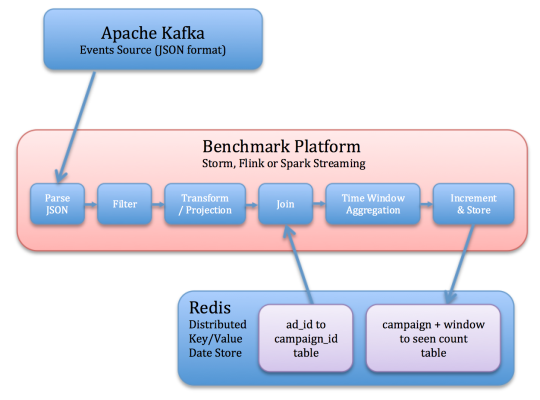 Apache Kafka
Events Source (JSON format)
Benchmark Platform
Storm, Flink or Spark Streaming
Parse
JSON
Filter
Transform
/ Projection
Join
Time Window
Aggregation
Increment
& Store
Redis
Distributed
Key/Value
Date Store
ad_id to
campaign_id
table
campaign + window
to seen count
table